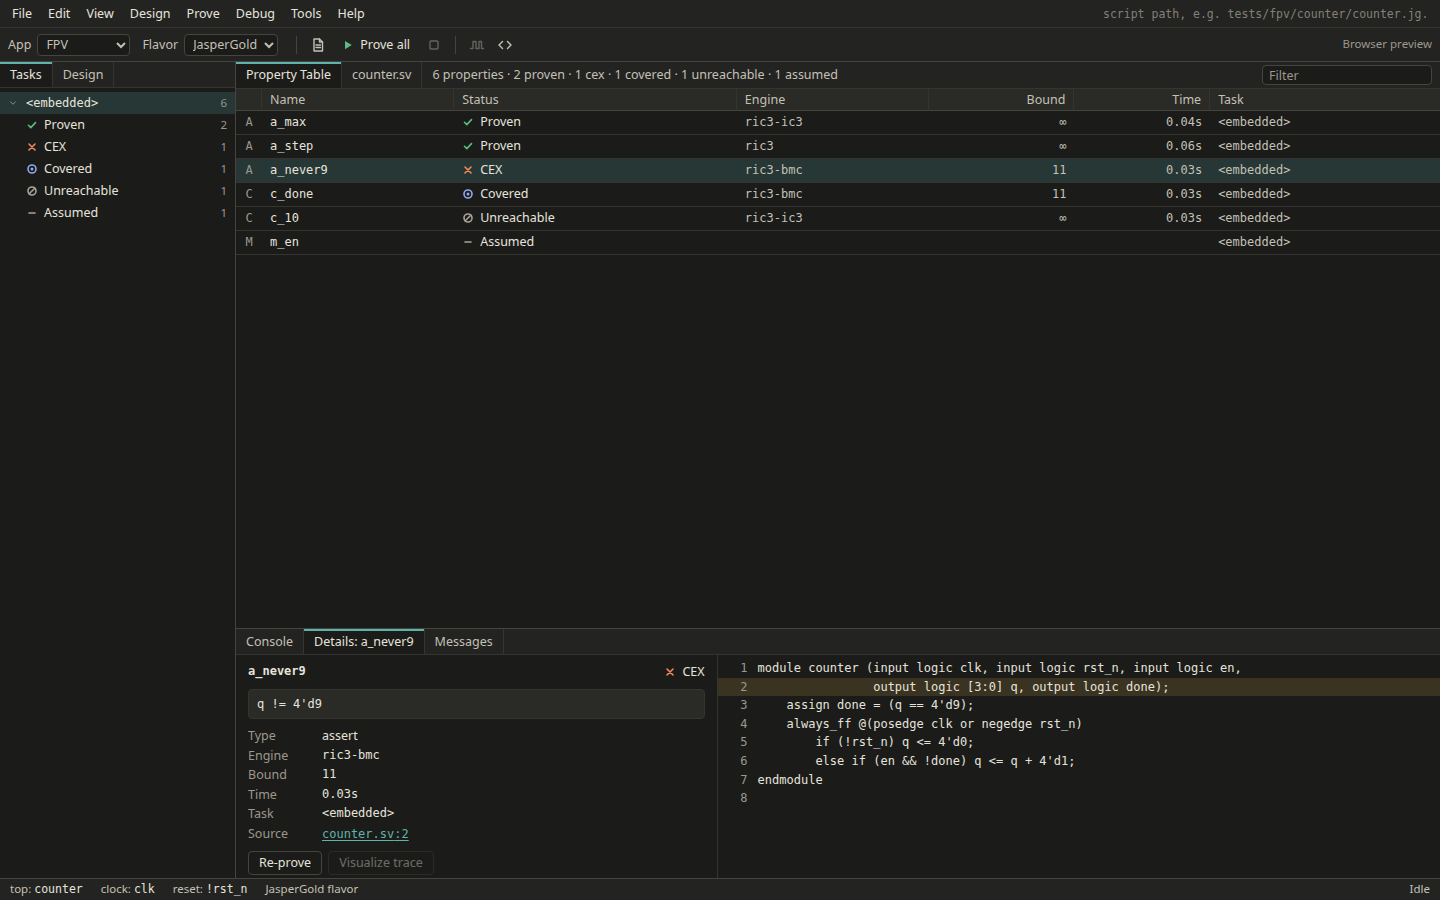 File Edit View Design Prove Debug Tools Help script path, e.g. tests/fpv/counter/counter.jg.
App FPV Flavor JasperGold Prove all Browser preview
Tasks Design Property Table counter.sv 6 properties · 2 proven · 1 cex · 1 covered · 1 unreachable · 1 assumed Filter
<embedded> 6
Proven 2
CEX 1
Covered 1
Unreachable 1
Assumed 1
Name Status Engine Bound Time Task
A a_max Proven ric3-ic3 ∞ 0.04s <embedded>
A a_step Proven ric3 ∞ 0.06s <embedded>
A a_never9 CEX ric3-bmc 11 0.03s <embedded>
C c_done Covered ric3-bmc 11 0.03s <embedded>
C c_10 Unreachable ric3-ic3 ∞ 0.03s <embedded>
M m_en Assumed <embedded>
Console Details: a_never9 Messages
a_never9 CEX
q != 4'd9
Type assert
Engine ric3-bmc
Bound 11
Time 0.03s
Task <embedded>
Source counter.sv:2
Re-prove Visualize trace
1 module counter (input logic clk, input logic rst_n, input logic en,
2 output logic [3:0] q, output logic done);
3 assign done = (q == 4'd9);
4 always_ff @(posedge clk or negedge rst_n)
5 if (!rst_n) q <= 4'd0;
6 else if (en && !done) q <= q + 4'd1;
7 endmodule
8
top: counter clock: clk reset: !rst_n JasperGold flavor Idle